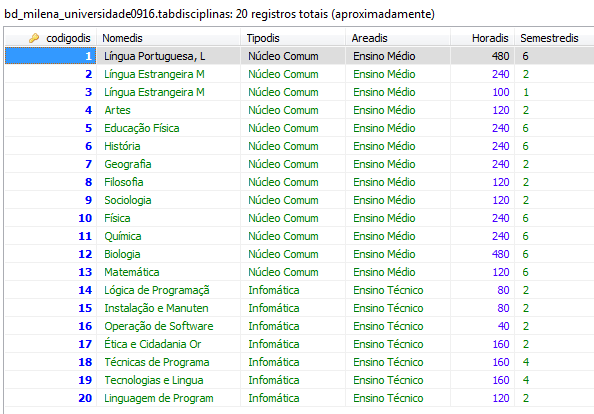 bd_milena_universidade0916.tabdisciplinas: 20 registros totais (aproximadamente)
codigodis Nomedis Tipodis Areadis Horadis Semestredis
1 Língua Portuguesa, L Núcleo Comum Ensino Médio 480 6
2 Língua Estrangeira M Núcleo Comum Ensino Médio 240 2
3 Língua Estrangeira M Núcleo Comum Ensino Médio 100 1
4 Artes Núcleo Comum Ensino Médio 120 2
5 Educação Física Núcleo Comum Ensino Médio 240 6
6 História Núcleo Comum Ensino Médio 240 6
7 Geografia Núcleo Comum Ensino Médio 240 2
8 Filosofia Núcleo Comum Ensino Médio 120 2
9 Sociologia Núcleo Comum Ensino Médio 120 2
10 Física Núcleo Comum Ensino Médio 240 6
11 Química Núcleo Comum Ensino Médio 240 6
12 Biologia Núcleo Comum Ensino Médio 480 6
13 Matemática Núcleo Comum Ensino Médio 120 2
14 Lógica de Programaçã Infomática Ensino Técnico 80 2
15 Instalação e Manuten Infomática Ensino Técnico 80 2
16 Operação de Software Infomática Ensino Técnico 40 2
17 Ética e Cidadania Or Infomática Ensino Técnico 160 2
18 Técnicas de Programa Infomática Ensino Técnico 160 4
19 Tecnologias e Lingua Infomática Ensino Técnico 160 4
20 Linguagem de Program Infomática Ensino Técnico 120 2